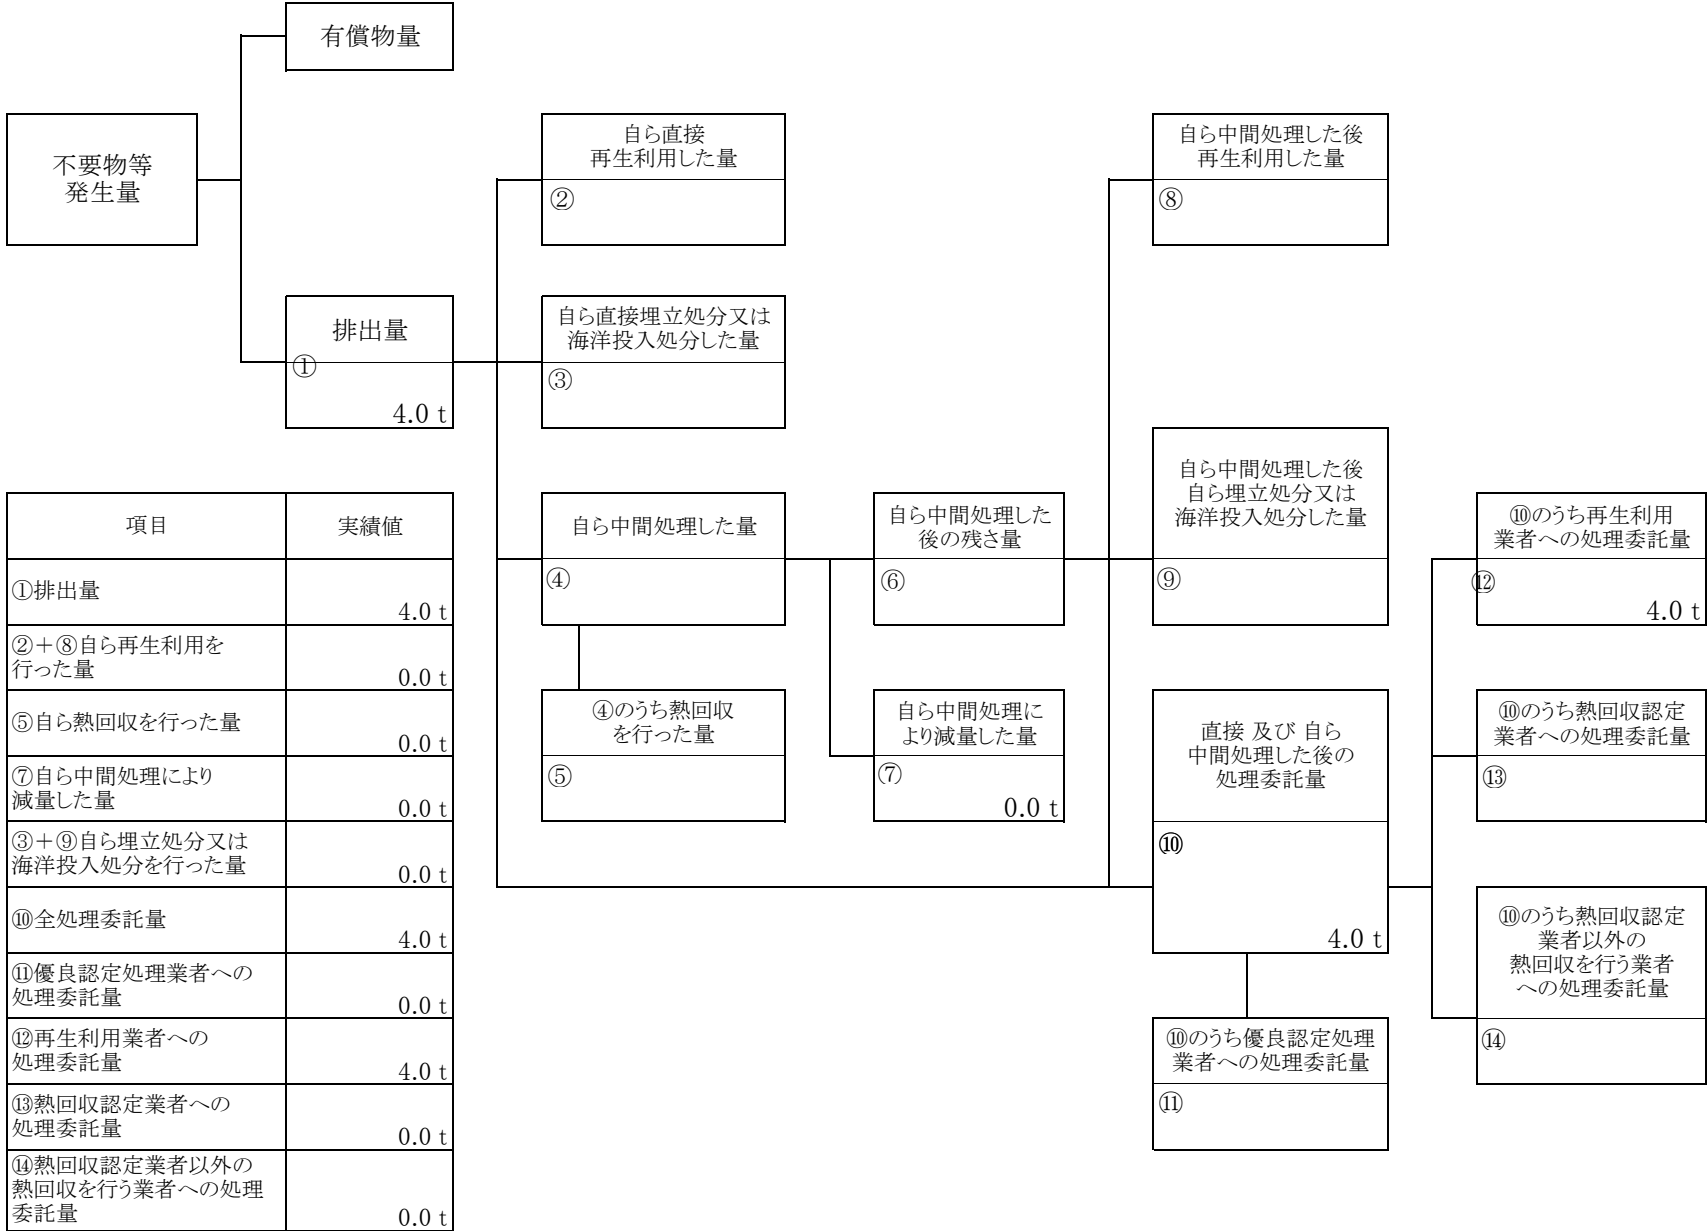 有償物量
不要物等
発生量
自ら直接
再生利用した量
②
自ら中間処理した後
再生利用した量
⑧
排出量
①
4.0 t
自ら直接埋立処分又は
海洋投入処分した量
③
自ら中間処理した量
④
自ら中間処理した
後の残さ量
⑥
自ら中間処理した後
自ら埋立処分又は
海洋投入処分した量
⑨
⑩のうち再生利用
業者への処理委託量
⑫
4.0 t
④のうち熱回収
を行った量
⑤
自ら中間処理に
より減量した量
⑦
0.0 t
直接 及び 自ら
中間処理した後の
処理委託量
⑩
4.0 t
⑩のうち熱回収認定
業者への処理委託量
⑬
⑩のうち熱回収認定
業者以外の
熱回収を行う業者
への処理委託量
⑭
⑩のうち優良認定処理
業者への処理委託量
⑪
項目
実績値
①排出量
4.0 t
②＋⑧自ら再生利用を
行った量
0.0 t
⑤自ら熱回収を行った量
0.0 t
⑦自ら中間処理により
減量した量
0.0 t
③＋⑨自ら埋立処分又は
海洋投入処分を行った量
0.0 t
⑩全処理委託量
4.0 t
⑪優良認定処理業者への
処理委託量
0.0 t
⑫再生利用業者への
処理委託量
4.0 t
⑬熱回収認定業者への
処理委託量
0.0 t
⑭熱回収認定業者以外の
熱回収を行う業者への処理
委託量
0.0 t